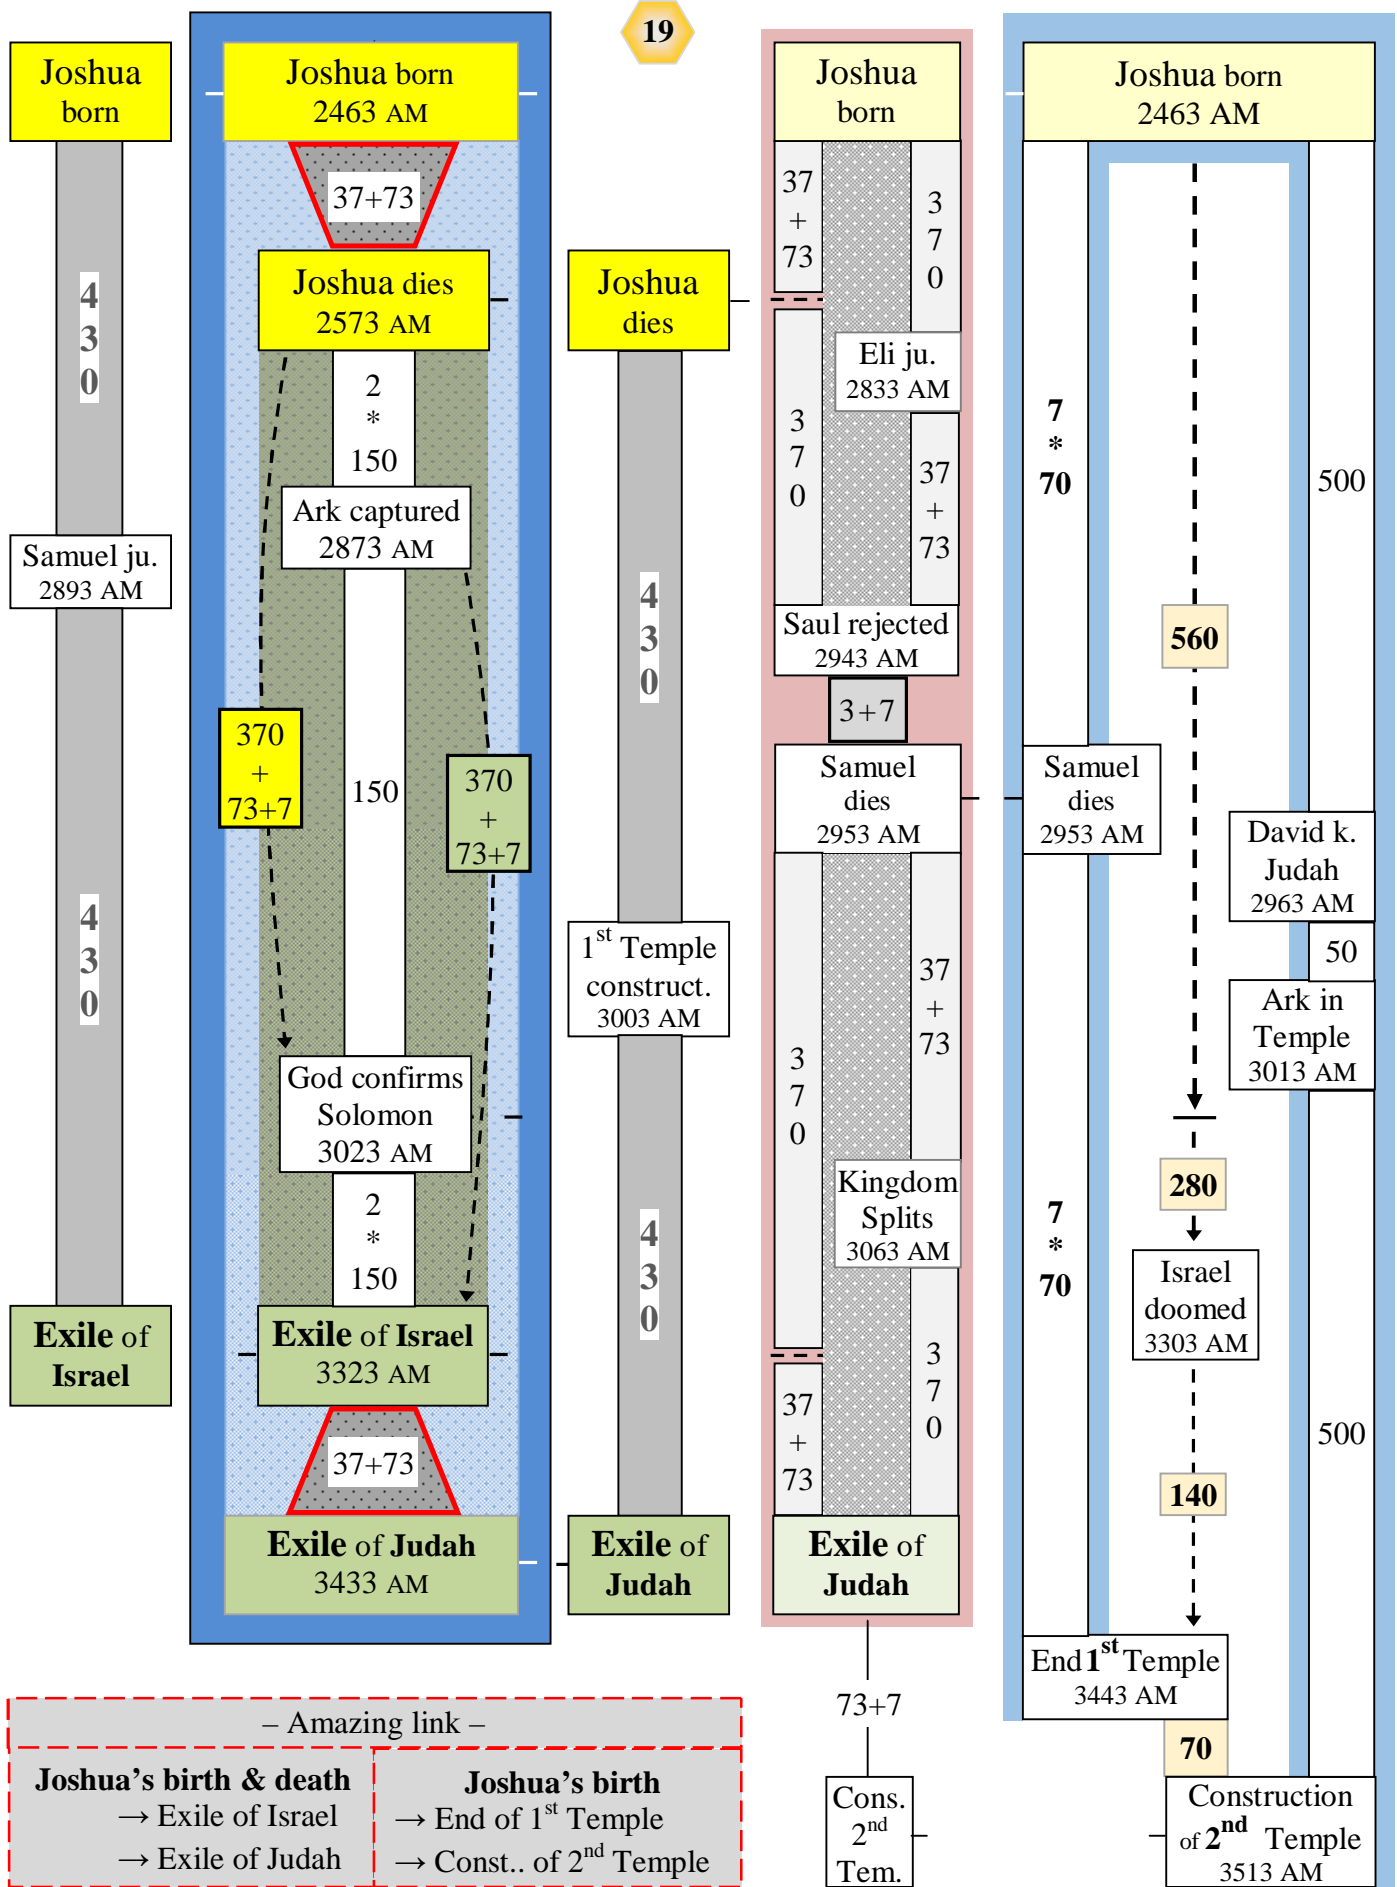 19
Joshua
born
4
3
0
Samuel ju.
2893 AM
4
3
0
Exile of
Israel
Joshua born
2463 AM
37+73
Joshua dies
2573 AM
2
*
150
Ark captured
2873 AM
370
+
73+7
150
370
+
73+7
God confirms
Solomon
3023 AM
2
*
150
Exile of Israel
3323 AM
37+73
Exile of Judah
3433 AM
Joshua
dies
4
3
0
1st Temple
construct.
3003 AM
4
3
0
Exile of
Judah
Joshua
born
37
+
73
3
7
0
Eli ju.
2833 AM
3
7
0
37
+
73
Saul rejected
2943 AM
3+7
Samuel
dies
2953 AM
3
7
0
37
+
73
Kingdom
Splits
3063 AM
37
+
73
3
7
0
Exile of
Judah
73+7
Cons.
2nd
Tem.
Joshua born
2463 AM
7
*
70
500
560
Samuel
dies
2953 AM
David k.
Judah
2963 AM
50
Ark in
Temple
3013 AM
280
7
*
70
Israel
doomed
3303 AM
500
140
End 1st Temple
3443 AM
70
Construction
of 2nd Temple
3513 AM
– Amazing link –
Joshua's birth & death
→ Exile of Israel
→ Exile of Judah
Joshua's birth
→ End of 1st Temple
→ Const.. of 2nd Temple